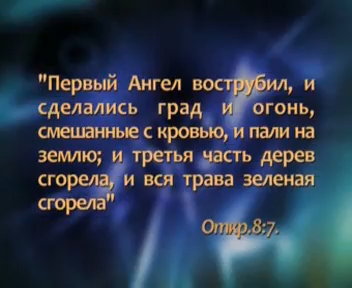 "Первый Ангел вострубил, и
сделались град и огонь,
смешанные с кровью, и пали на
землю; и третья часть дерев
сгорела, и вся трава зеленая
сгорела"
Откр.8:7.